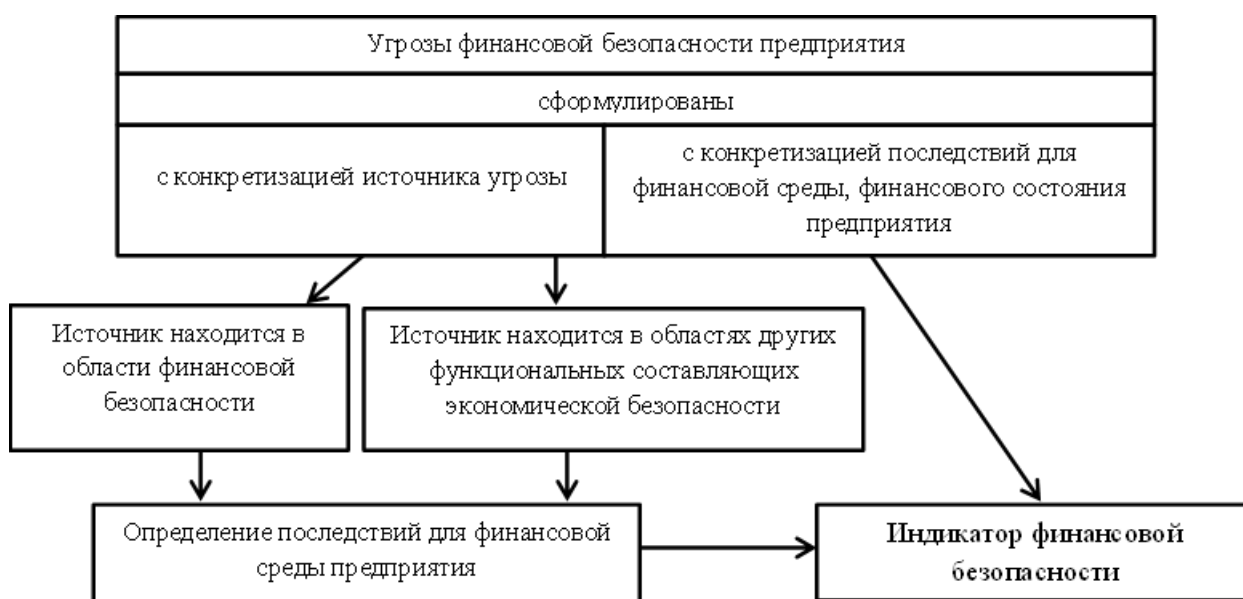 Угрозы финансовой безопасности предприятия
сформулированы
с конкретизацией источника угрозы
с конкретизацией последствий для
финансовой среды, финансового состояния
предприятия
Источник находится в
области финансовой
безопасности
Источник находится в областях других
функциональных составляющих
экономической безопасности
Определение последствий для финансовой
среды предприятия
Индикатор финансовой
безопасности